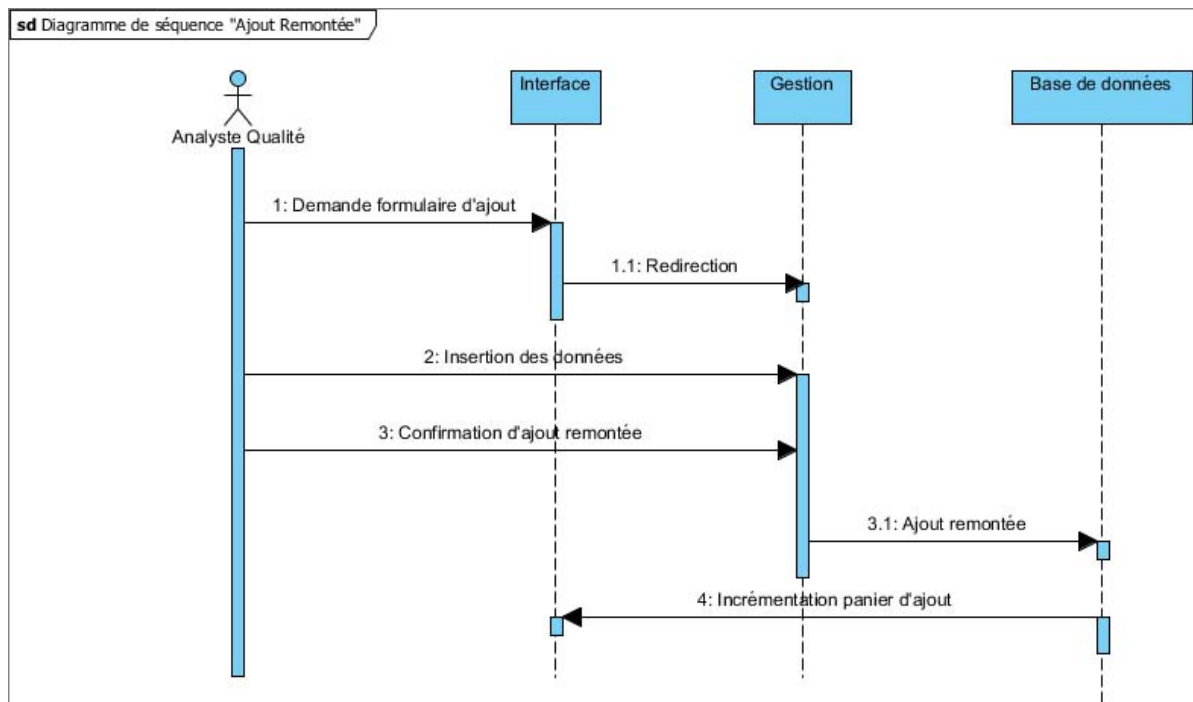 sd Diagramme de séquence "Ajout Remontée"
Interface
Gestion
Base de données
Analyste Qualité
1: Demande formulaire d'ajout
1.1: Redirection
2: Insertion des données
3: Confirmation d'ajout remontée
3.1: Ajout remontée
4: Incrémentation panier d'ajout